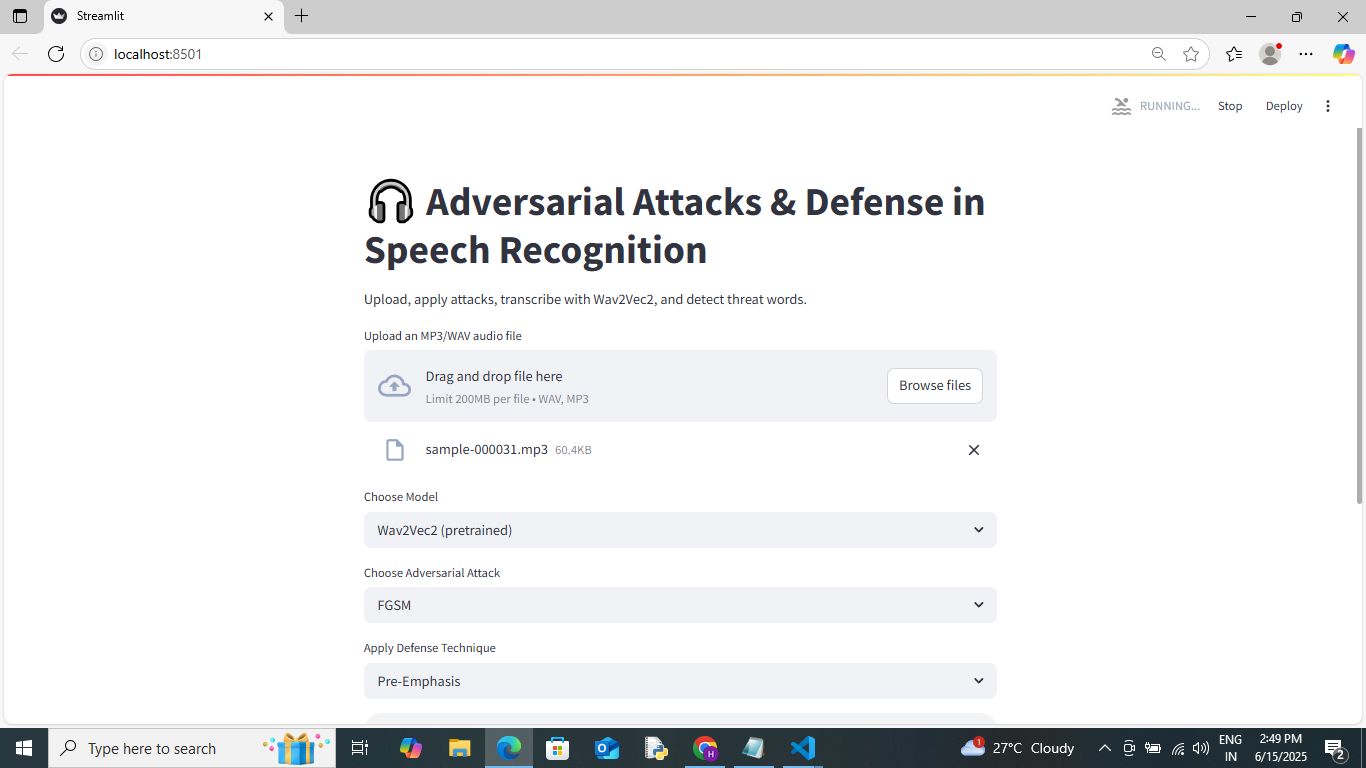 Streamlit
localhost:8501
RUNNING...
Stop
Deploy
Adversarial Attacks & Defense in
Speech Recognition
Upload, apply attacks, transcribe with Wav2Vec2, and detect threat words.
Upload an MP3/WAV audio file
Drag and drop file here
Limit 200MB per file • WAV, MP3
Browse files
sample-000031.mp3 60.4KB
Choose Model
Wav2Vec2 (pretrained)
Choose Adversarial Attack
FGSM
Apply Defense Technique
Pre-Emphasis
Type here to search
H
1
27°C Cloudy
ENG
IN
2:49 PM
6/15/2025
2